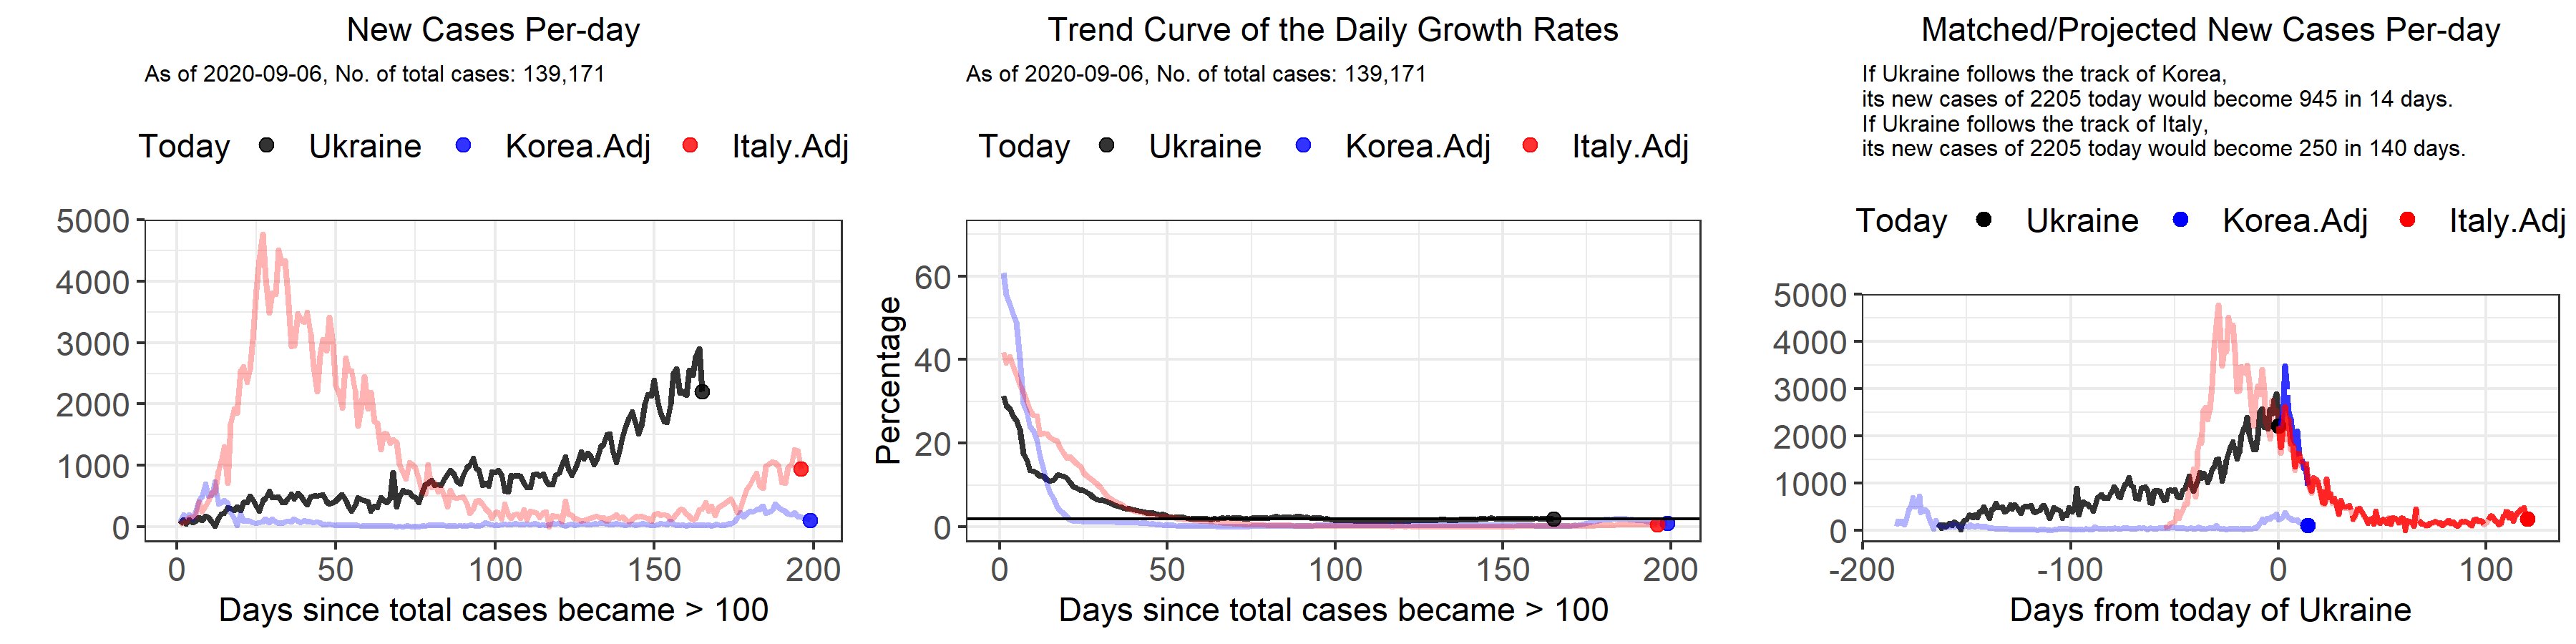 New Cases Per-day
As of 2020-09-06, No. of total cases: 139,171
Today Ukraine Korea.Adj Italy.Adj
5000
4000
3000
2000
1000
0
0 50 100 150 200
Days since total cases became > 100
Trend Curve of the Daily Growth Rates
As of 2020-09-06, No. of total cases: 139,171
Today Ukraine Korea.Adj Italy.Adj
Percentage
60
40
20
0
0 50 100 150 200
Days since total cases became > 100
Matched/Projected New Cases Per-day
If Ukraine follows the track of Korea,
its new cases of 2205 today would become 945 in 14 days.
If Ukraine follows the track of Italy,
its new cases of 2205 today would become 250 in 140 days.
Today Ukraine Korea.Adj Italy.Adj
5000
4000
3000
2000
1000
0
-200 -100 0 100
Days from today of Ukraine